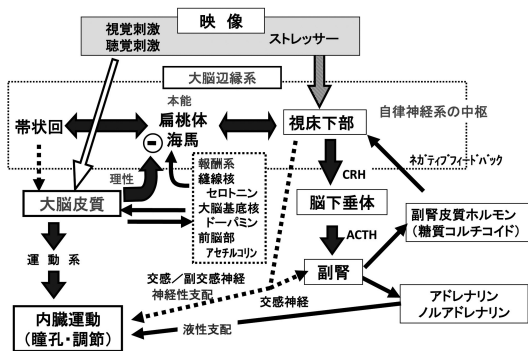 映像
視覚刺激
聴覚刺激
ストレッサー
大脳辺縁系
本能
自律神経系の中枢
帯状回
扁桃体
海馬
視床下部
ネガティブフィードバック
理性
報酬系
縫線核
セロトニン
大脳基底核
ドーパミン
前脳部
アセチルコリン
CRH
大脳皮質
脳下垂体
副腎皮質ホルモン
(糖質コルチコイド)
運動系
ACTH
交感/副交感神経
神経性支配
副腎
交感神経
内臓運動
(瞳孔・調節)
液性支配
アドレナリン
ノルアドレナリン